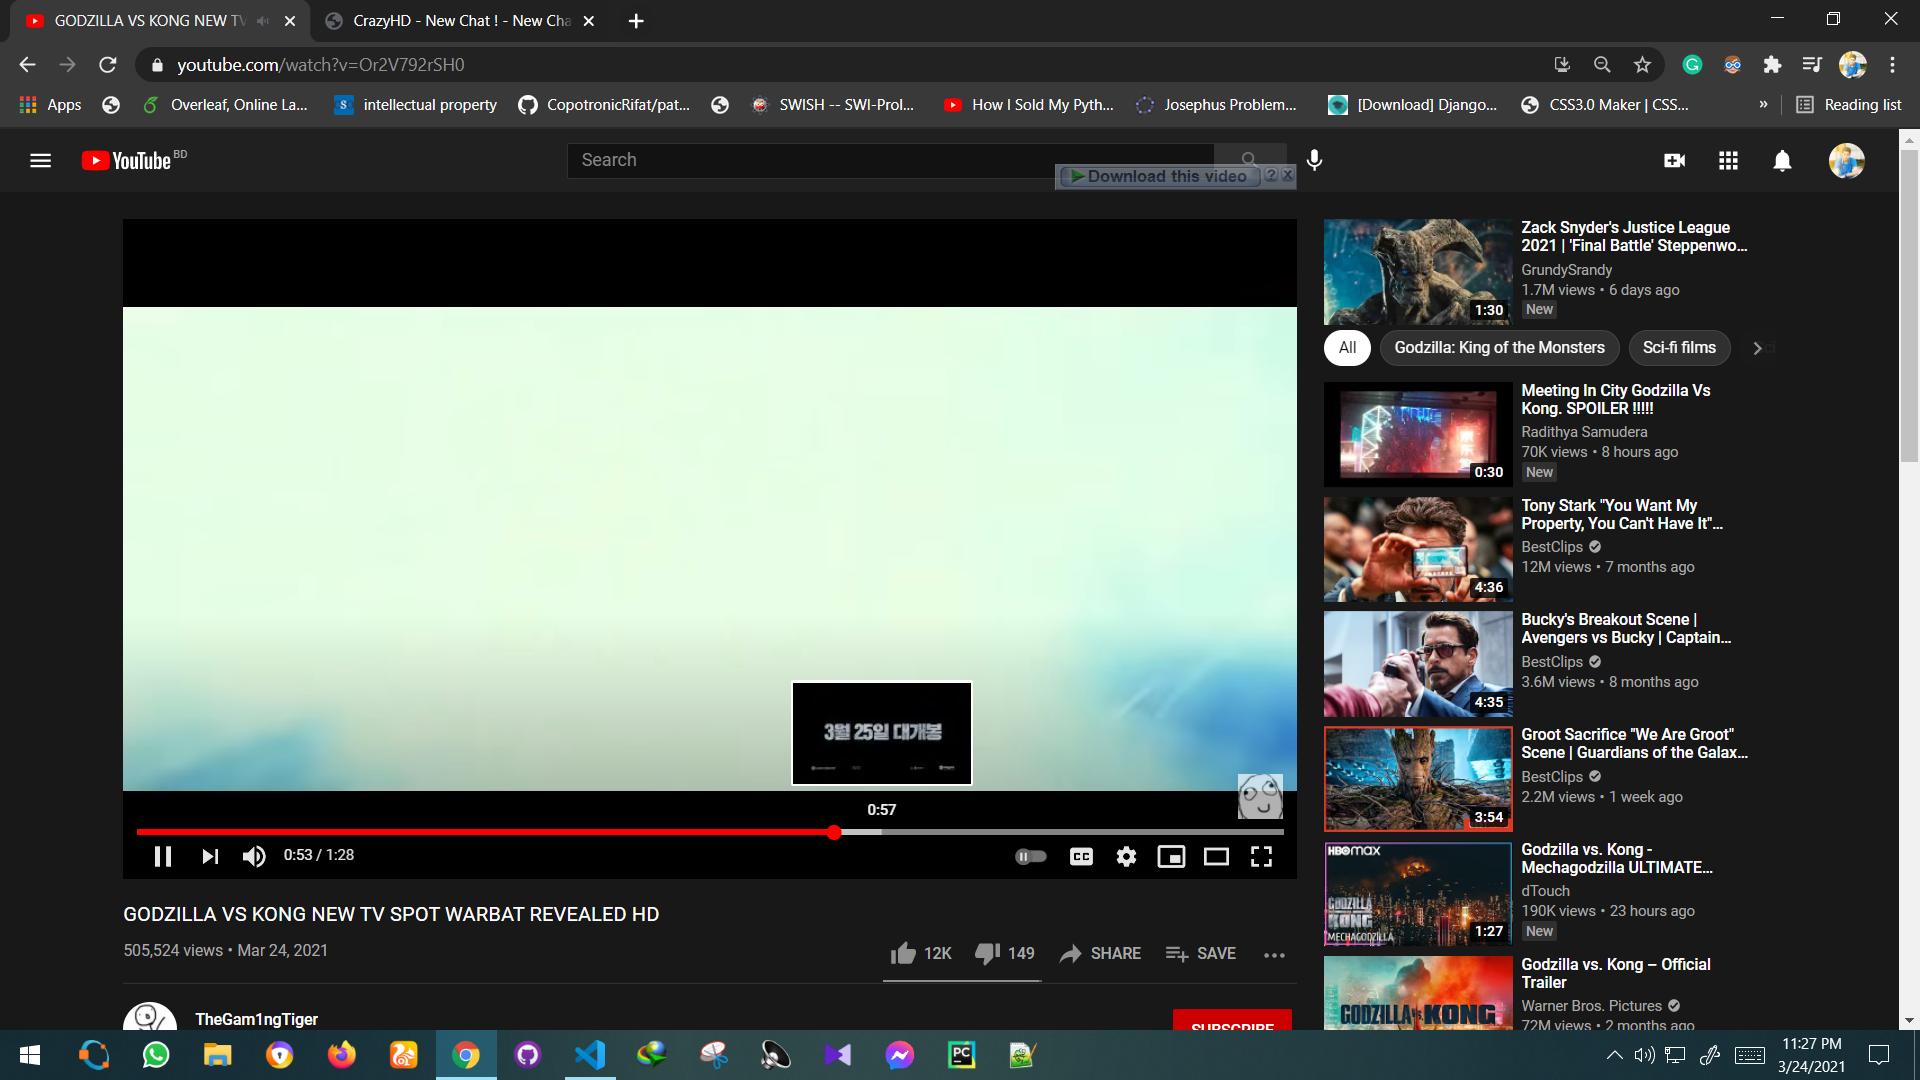 GODZILLA VS KONG NEW TV
CrazyHD - New Chat ! - New Cha
youtube.com/watch?v=Or2V792rSH0
Apps
Overleaf, Online La...
intellectual property
CopotronicRifat/pat...
SWISH -- SWI-Prol...
How I Sold My Pyth...
Josephus Problem...
[Download] Django...
CSS3.0 Maker | CSS...
»
Reading list
YouTube BD
Search
Download this video ? X
3월 25일 대개봉
0:57
0:53 / 1:28
CC
GODZILLA VS KONG NEW TV SPOT WARBAT REVEALED HD
505,524 views • Mar 24, 2021
12K
149
SHARE
SAVE
TheGam1ngTiger
SUBSCRIBE
Zack Snyder's Justice League
2021 | 'Final Battle' Steppenwo...
GrundySrandy
1.7M views • 6 days ago
New
1:30
All
Godzilla: King of the Monsters
Sci-fi films
Meeting In City Godzilla Vs
Kong. SPOILER !!!!!
Radithya Samudera
70K views • 8 hours ago
New
0:30
Tony Stark "You Want My
Property, You Can't Have It"...
BestClips
12M views • 7 months ago
4:36
Bucky's Breakout Scene |
Avengers vs Bucky | Captain...
BestClips
3.6M views • 8 months ago
4:35
Groot Sacrifice "We Are Groot"
Scene | Guardians of the Galax...
BestClips
2.2M views • 1 week ago
3:54
HBOmax
GODZILLA
VS.
KONG
MECHAGODZILLA
1:27
Godzilla vs. Kong -
Mechagodzilla ULTIMATE...
dTouch
190K views • 23 hours ago
New
GODZILLA VS. KONG
Godzilla vs. Kong – Official
Trailer
Warner Bros. Pictures
72M views • 2 months ago
PC
11:27 PM
3/24/2021